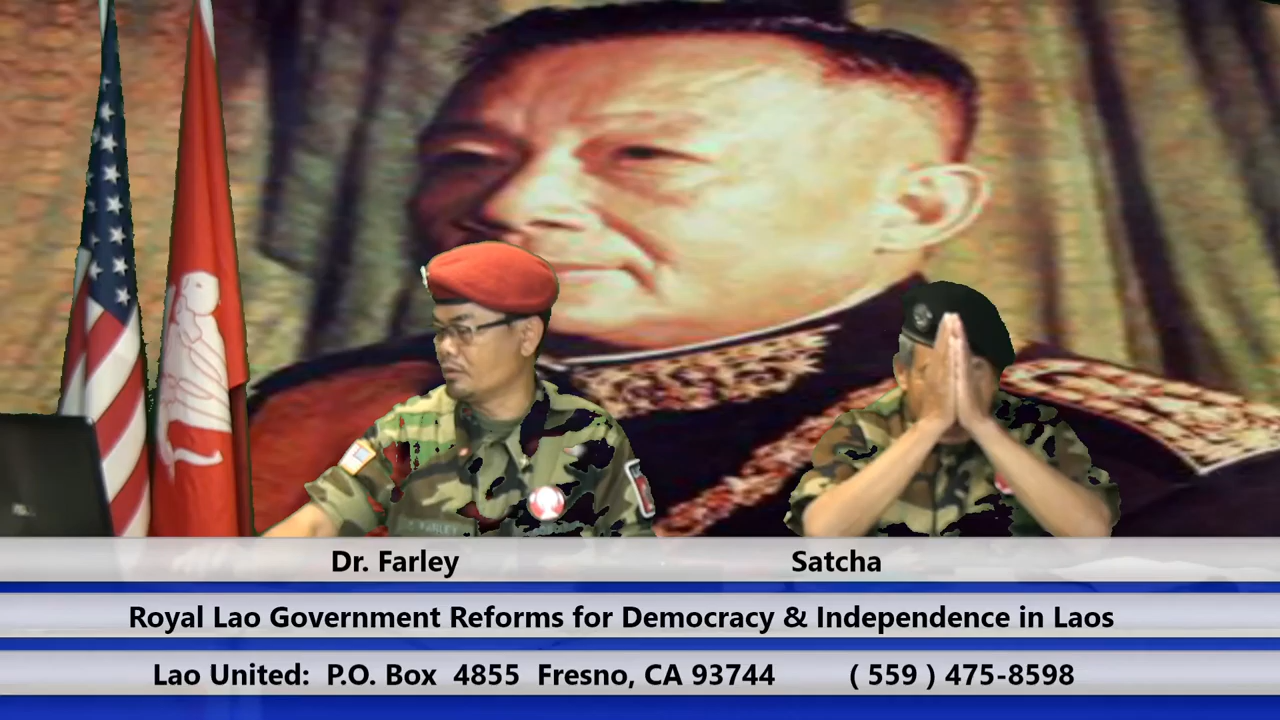 Dr. Farley Satcha
Royal Lao Government Reforms for Democracy & Independence in Laos
Lao United: P.O. Box 4855 Fresno, CA 93744 ( 559 ) 475-8598